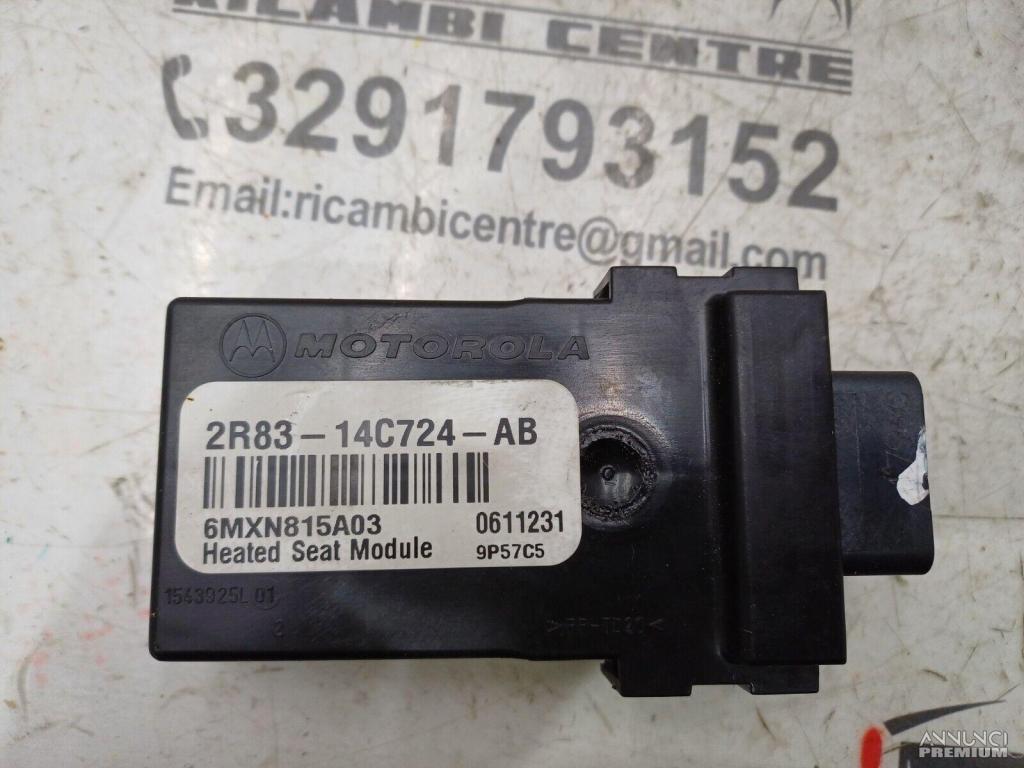 RICAMBI CENTRE
3291793152
Email:ricambicentre@gmail.com
MOTOROLA
2R83-14C724-AB
6MXN815A03 0611231
Heated Seat Module 9P57C5
1543925L 01
2
ANNUNCI
PREMIUM